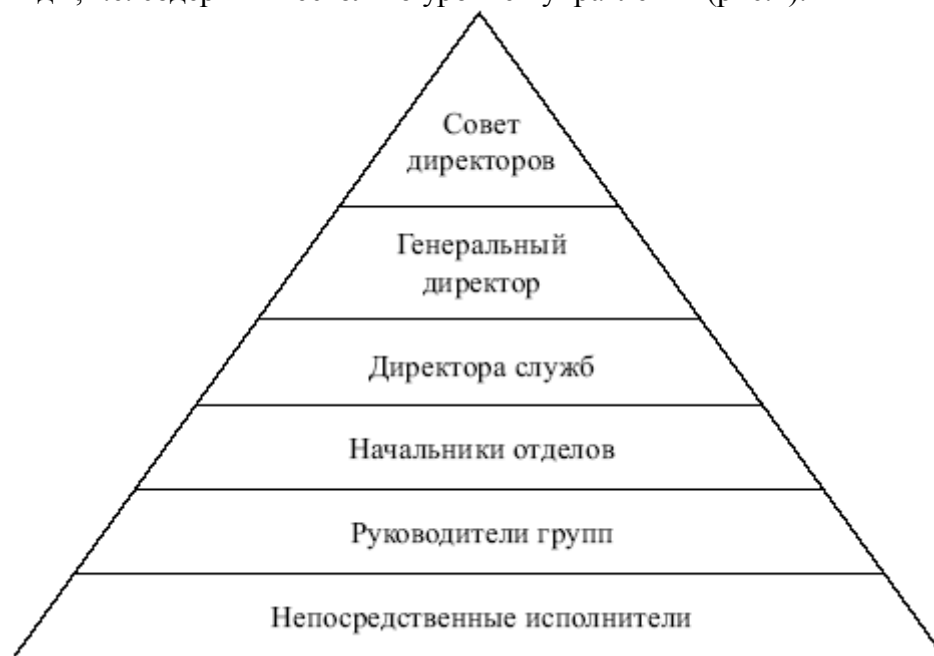 Совет
директоров
Генеральный
директор
Директора служб
Начальники отделов
Руководители групп
Непосредственные исполнители